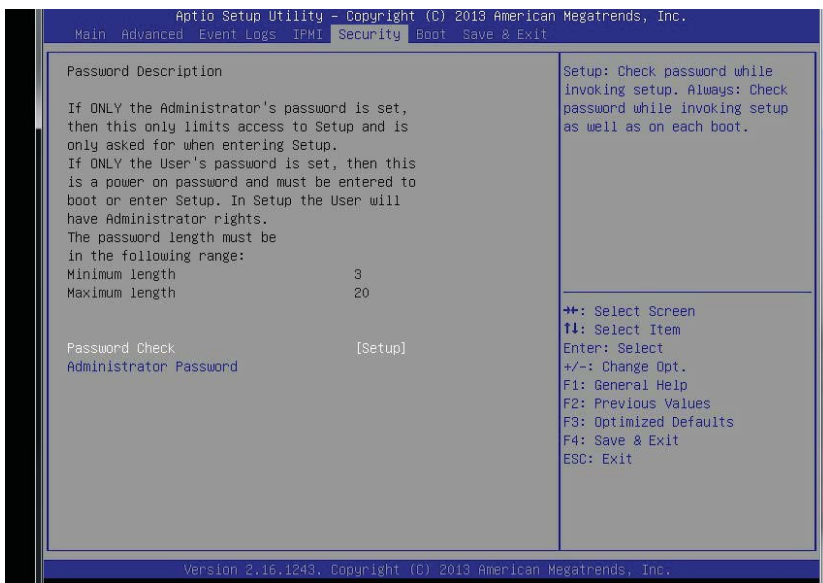 Aptio Setup Utility – Copyright (C) 2013 American Megatrends, Inc.
Main Advanced Event Logs IPMI Security Boot Save & Exit
Password Description
If ONLY the Administrator's password is set,
then this only limits access to Setup and is
only asked for when entering Setup.
If ONLY the User's password is set, then this
is a power on password and must be entered to
boot or enter Setup. In Setup the User will
have Administrator rights.
The password length must be
in the following range:
Minimum length 3
Maximum length 20
Password Check [Setup]
Administrator Password
Setup: Check password while
invoking setup. Always: Check
password while invoking setup
as well as on each boot.
→←: Select Screen
↑↓: Select Item
Enter: Select
+/-: Change Opt.
F1: General Help
F2: Previous Values
F3: Optimized Defaults
F4: Save & Exit
ESC: Exit
Version 2.16.1243. Copyright (C) 2013 American Megatrends, Inc.